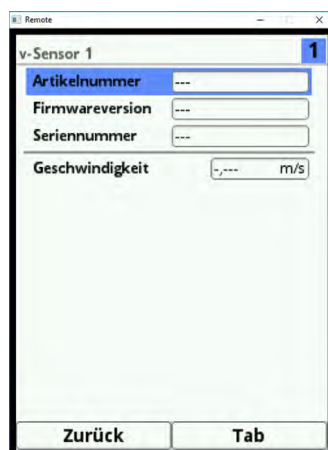 Remote
v-Sensor 1 1
Artikelnummer ---
Firmwareversion ---
Seriennummer ---
Geschwindigkeit -,--- m/s
Zurück Tab